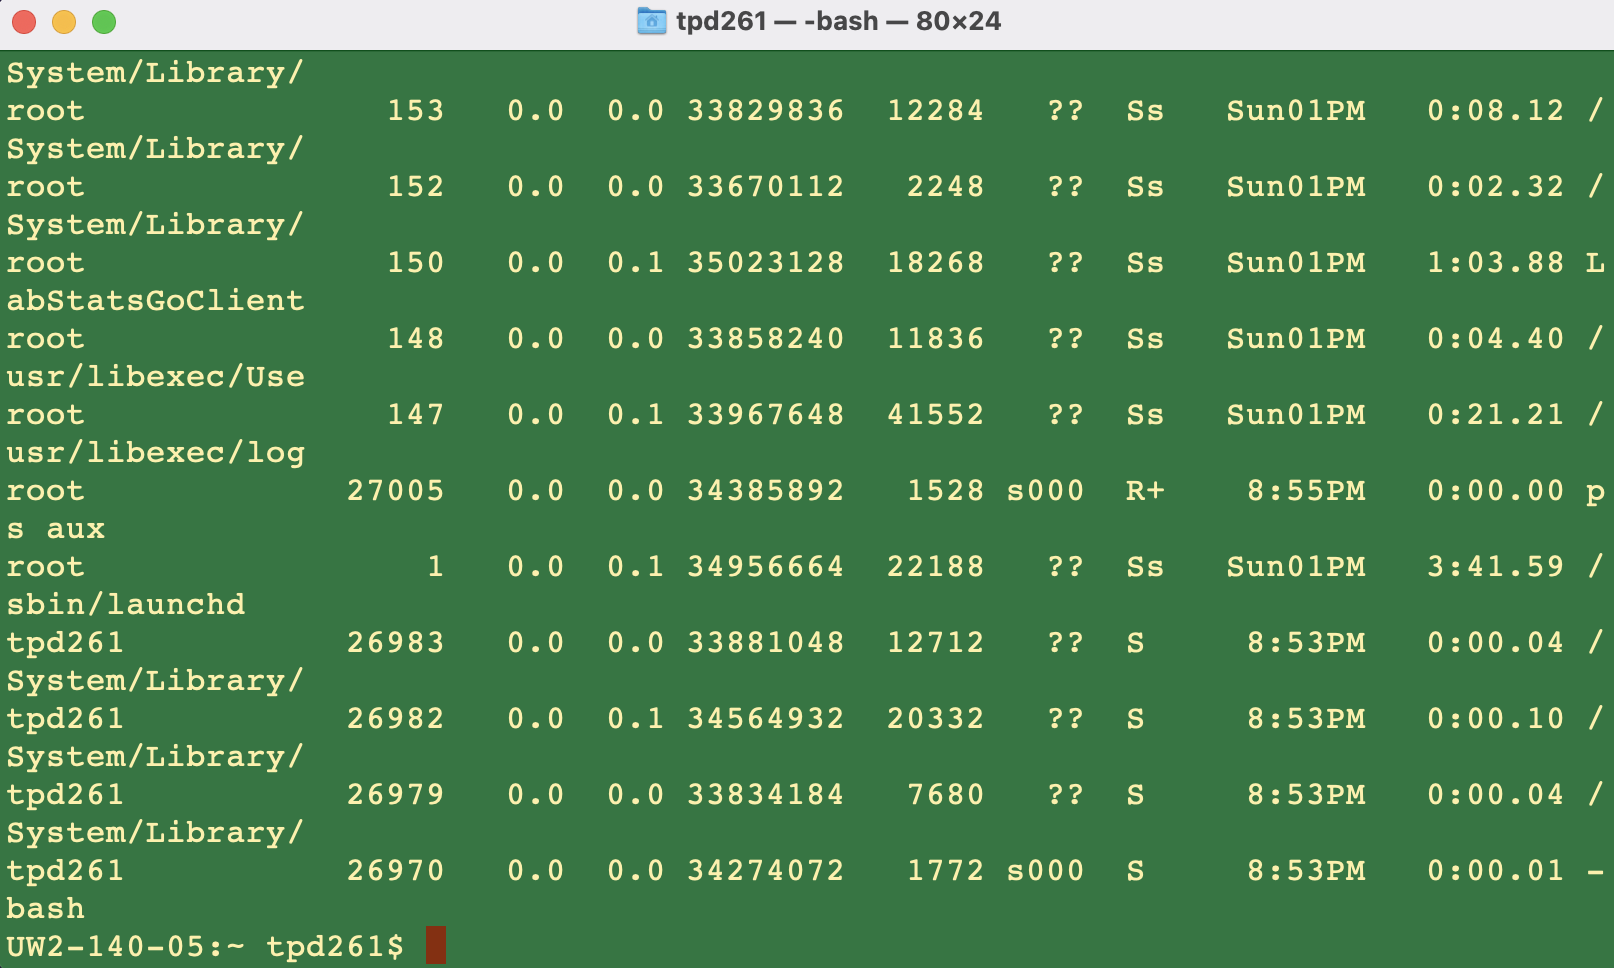 tpd261 — -bash — 80×24
System/Library/
root               153   0.0  0.0 33829836  12284   ??  Ss   Sun01PM   0:08.12 /
System/Library/
root               152   0.0  0.0 33670112   2248   ??  Ss   Sun01PM   0:02.32 /
System/Library/
root               150   0.0  0.1 35023128  18268   ??  Ss   Sun01PM   1:03.88 L
abStatsGoClient
root               148   0.0  0.0 33858240  11836   ??  Ss   Sun01PM   0:04.40 /
usr/libexec/Use
root               147   0.0  0.1 33967648  41552   ??  Ss   Sun01PM   0:21.21 /
usr/libexec/log
root             27005   0.0  0.0 34385892   1528 s000  R+    8:55PM   0:00.00 p
s aux
root                 1   0.0  0.1 34956664  22188   ??  Ss   Sun01PM   3:41.59 /
sbin/launchd
tpd261           26983   0.0  0.0 33881048  12712   ??  S     8:53PM   0:00.04 /
System/Library/
tpd261           26982   0.0  0.1 34564932  20332   ??  S     8:53PM   0:00.10 /
System/Library/
tpd261           26979   0.0  0.0 33834184   7680   ??  S     8:53PM   0:00.04 /
System/Library/
tpd261           26970   0.0  0.0 34274072   1772 s000  S     8:53PM   0:00.01 -
bash
UW2-140-05:~ tpd261$